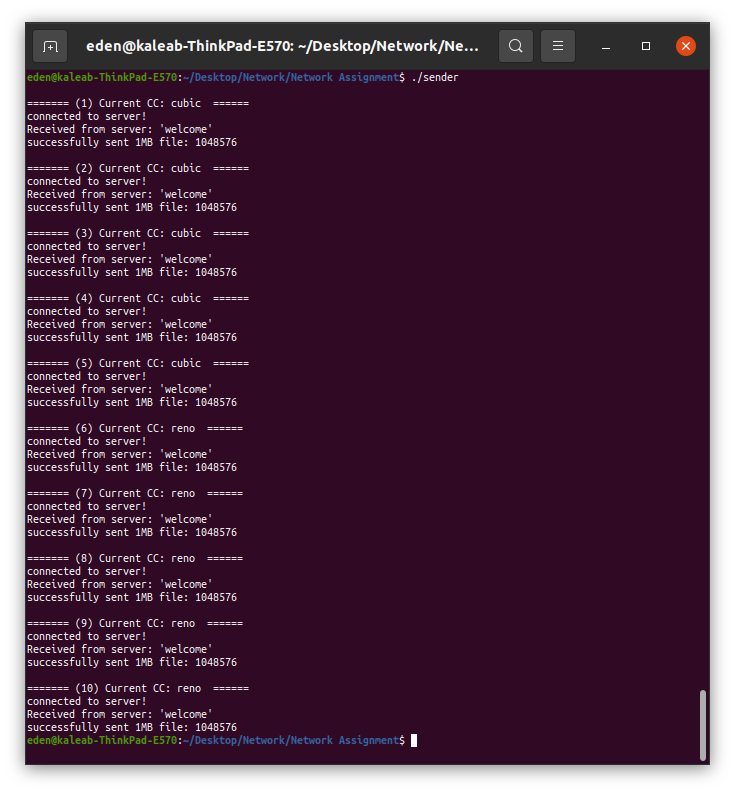 eden@kaleab-ThinkPad-E570: ~/Desktop/Network/Ne...
eden@kaleab-ThinkPad-E570:~/Desktop/Network/Network Assignment$ ./sender
======= (1) Current CC: cubic  ======
connected to server!
Received from server: 'welcome'
successfully sent 1MB file: 1048576
======= (2) Current CC: cubic  ======
connected to server!
Received from server: 'welcome'
successfully sent 1MB file: 1048576
======= (3) Current CC: cubic  ======
connected to server!
Received from server: 'welcome'
successfully sent 1MB file: 1048576
======= (4) Current CC: cubic  ======
connected to server!
Received from server: 'welcome'
successfully sent 1MB file: 1048576
======= (5) Current CC: cubic  ======
connected to server!
Received from server: 'welcome'
successfully sent 1MB file: 1048576
======= (6) Current CC: reno  ======
connected to server!
Received from server: 'welcome'
successfully sent 1MB file: 1048576
======= (7) Current CC: reno  ======
connected to server!
Received from server: 'welcome'
successfully sent 1MB file: 1048576
======= (8) Current CC: reno  ======
connected to server!
Received from server: 'welcome'
successfully sent 1MB file: 1048576
======= (9) Current CC: reno  ======
connected to server!
Received from server: 'welcome'
successfully sent 1MB file: 1048576
======= (10) Current CC: reno  ======
connected to server!
Received from server: 'welcome'
successfully sent 1MB file: 1048576
eden@kaleab-ThinkPad-E570:~/Desktop/Network/Network Assignment$